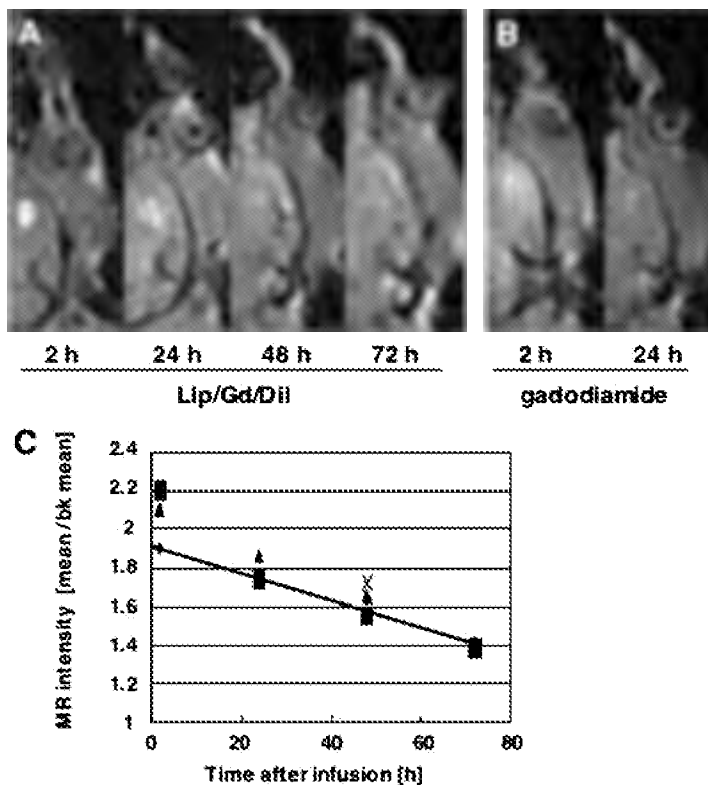 A B
2 h 24 h 48 h 72 h 2 h 24 h
Lip/Gd/DiI gadodiamide
C
MR intensity [mean / bk mean]
2.4
2.2
2
1.8
1.6
1.4
1.2
1
0 20 40 60 80
Time after infusion [h]